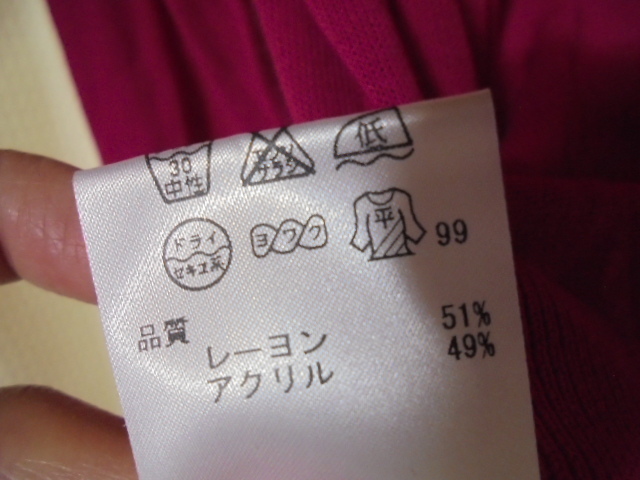 30
中性
エンソ
サラシ
低
ドライ
セキユ系
ヨワク
平
99
品質
レーヨン 51%
アクリル 49%